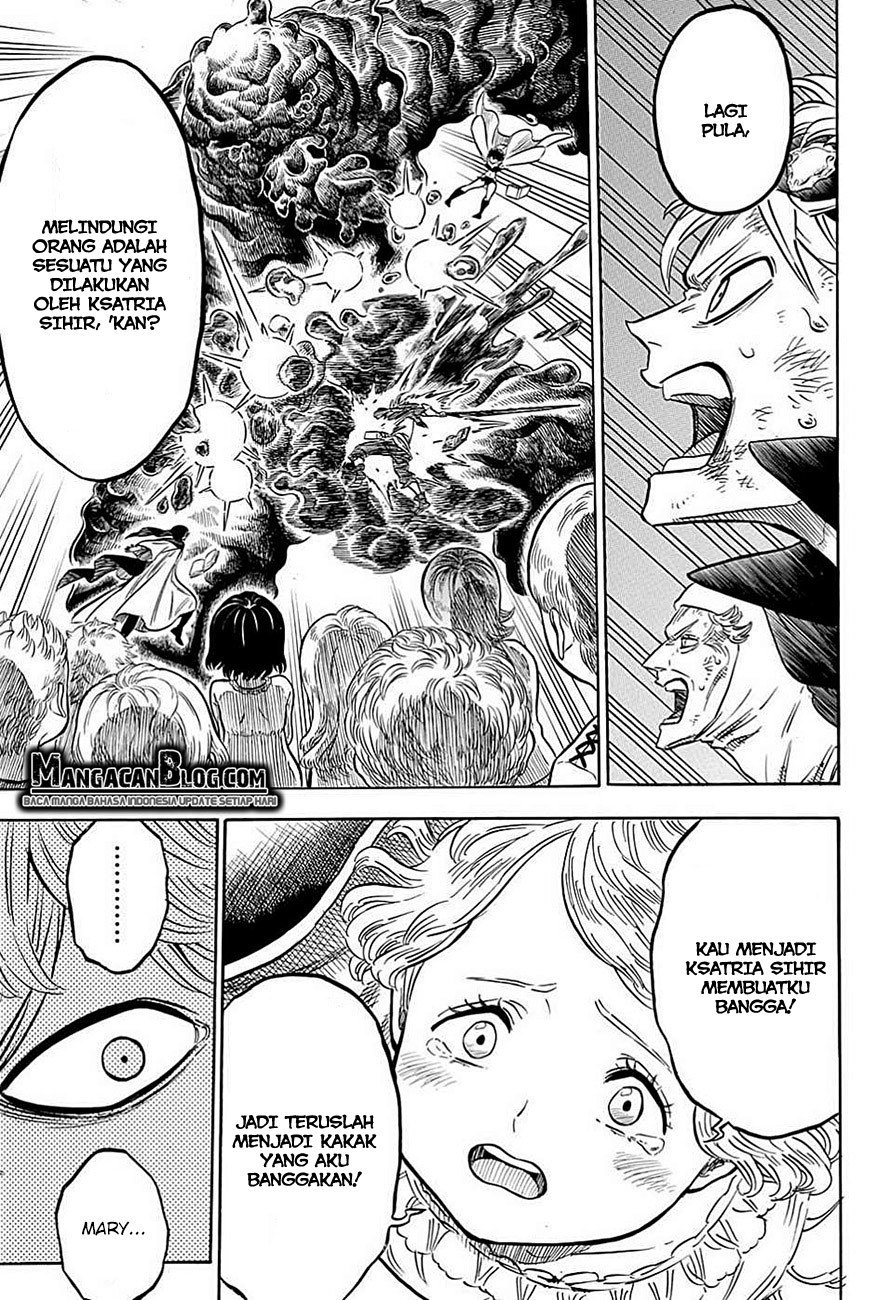 LAGI
PULA,
MELINDUNGI
ORANG ADALAH
SESUATU YANG
DILAKUKAN
OLEH KSATRIA
SIHIR, 'KAN?
MANGACANBLOG.COM
BACA MANGA BAHASA INDONESIA UPDATE SETIAP HARI
KAU MENJADI
KSATRIA SIHIR
MEMBUATKU
BANGGA!
JADI TERUSLAH
MENJADI KAKAK
YANG AKU
BANGGAKAN!
.........
MARY...